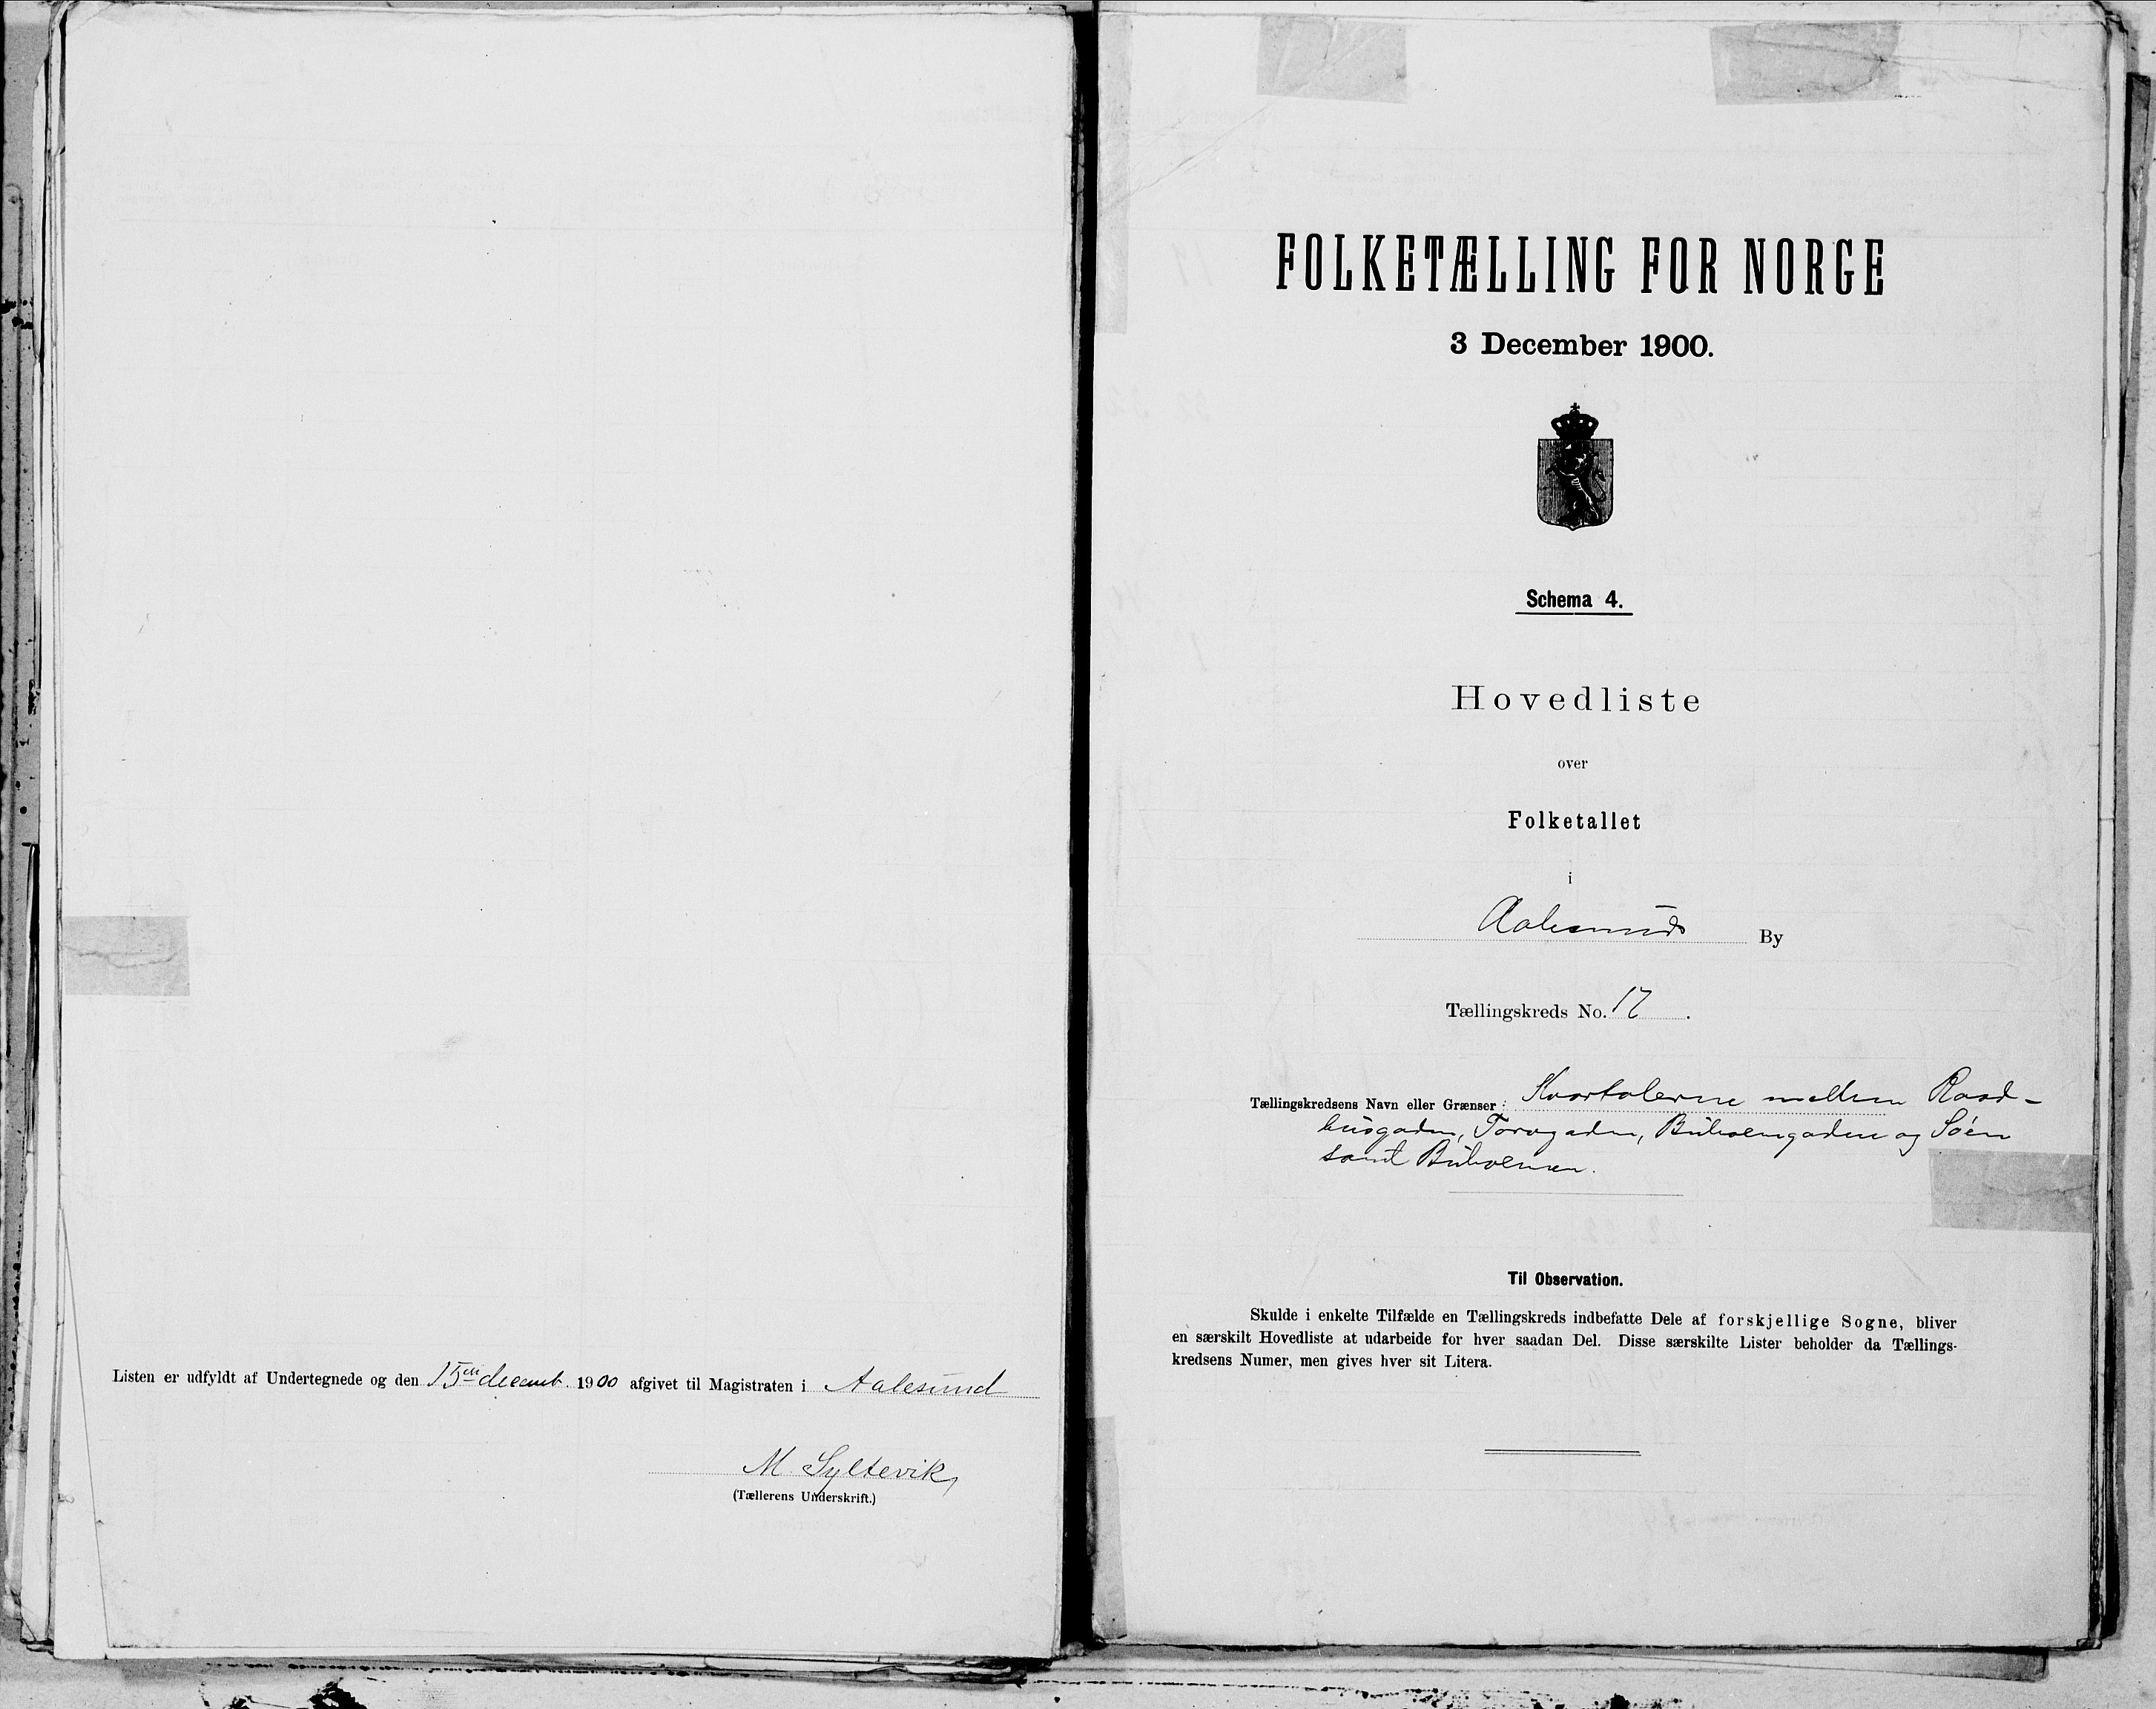 Listen er udfyldt af Undertegnede og den 15de decemb. 1900 afgivet til Magistraten i Aalesund
M. Syltevik
(Tællerens Underskrift.)
FOLKETÆLLING FOR NORGE
3 December 1900.
Schema 4.
Hovedliste
over
Folketallet
i
Aalesunds By
Tællingskreds No. 17.
Tællingskredsens Navn eller Grænser: Kvartalerne mellem Raad-
husgaden, Torvgaden, Buholmgaden og Søen
samt Buholmen.
Til Observation.
Skulde i enkelte Tilfælde en Tællingskreds indbefatte Dele af forskjellige Sogne, bliver
en særskilt Hovedliste at udarbeide for hver saadan Del. Disse særskilte Lister beholder da Tællings-
kredsens Numer, men gives hver sit Litera.